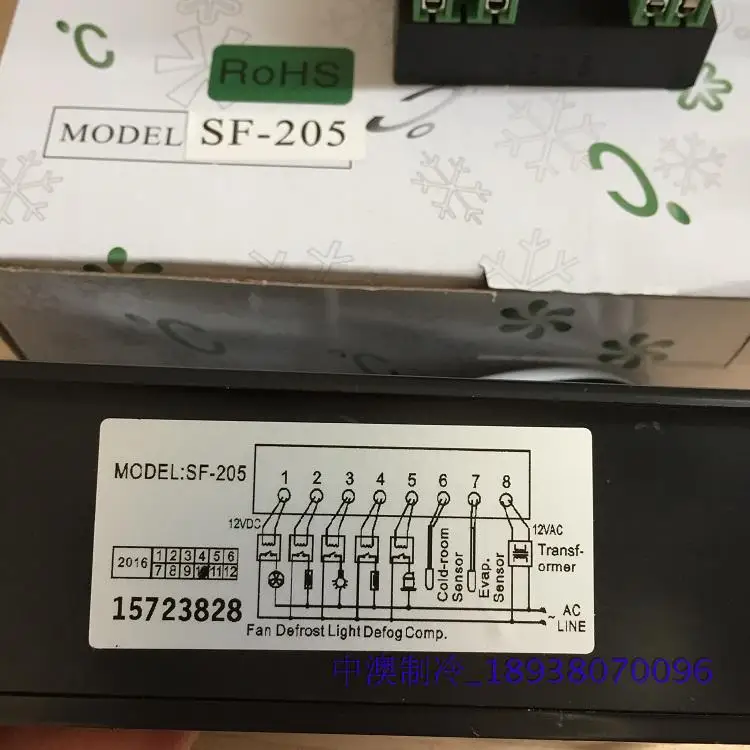 °C
RoHS
MODEL SF-205
°C
°C
°C
MODEL:SF-205
1 2 3 4 5 6 7 8
12VDC
12VAC
Cold-room Sensor
Evap. Sensor
Transf-
ormer
2016 1 2 3 4 5 6
7 8 9 10 11 12
15723828
~ AC
LINE
Fan Defrost Light Defog Comp.
中澳制冷_18938070096